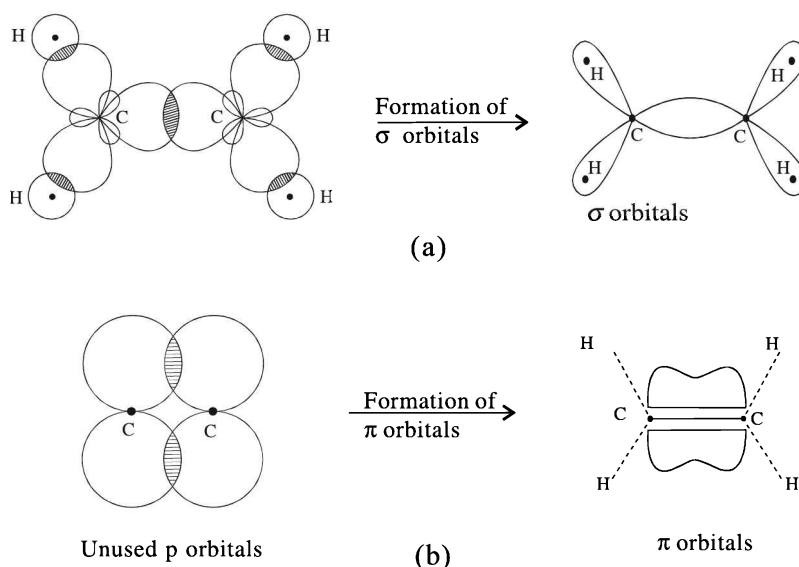 H
H
C
C
H
H
Formation of
σ orbitals
H
H
C
C
H
H
σ orbitals
(a)
C
C
Unused p orbitals
Formation of
π orbitals
H
H
C
C
H
H
π orbitals
(b)